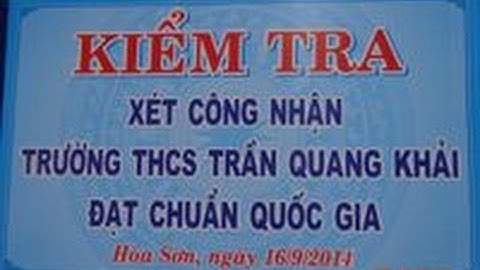 KIỂM TRA
XÉT CÔNG NHẬN
TRƯỜNG THCS TRẦN QUANG KHẢI
ĐẠT CHUẨN QUỐC GIA
Hòa Sơn, ngày 16/9/2014